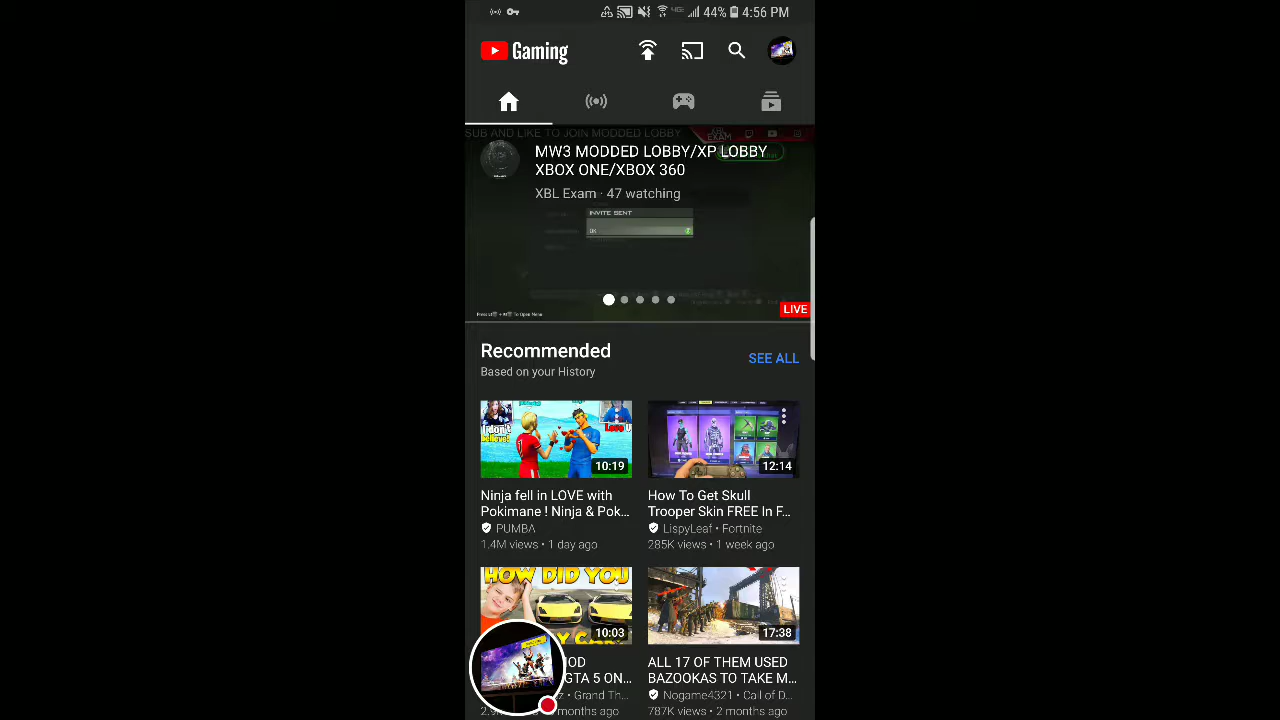 44% 4:56 PM
Gaming
SUB AND LIKE TO JOIN MODDED LOBBY
EXAM
MW3 MODDED LOBBY/XP LOBBY
XBOX ONE/XBOX 360
XBL Exam · 47 watching
INVITE SENT
LIVE
Recommended
SEE ALL
Based on your History
I don't
believe!
10:19
12:14
Ninja fell in LOVE with
Pokimane ! Ninja & Pok...
PUMBA
1.4M views • 1 day ago
How To Get Skull
Trooper Skin FREE In F...
LispyLeaf • Fortnite
285K views • 1 week ago
HOW DID YOU
10:03
17:38
GTA 5 ON...
Grand Th...
months ago
ALL 17 OF THEM USED
BAZOOKAS TO TAKE M...
Nogame4321 • Call of D...
787K views • 2 months ago